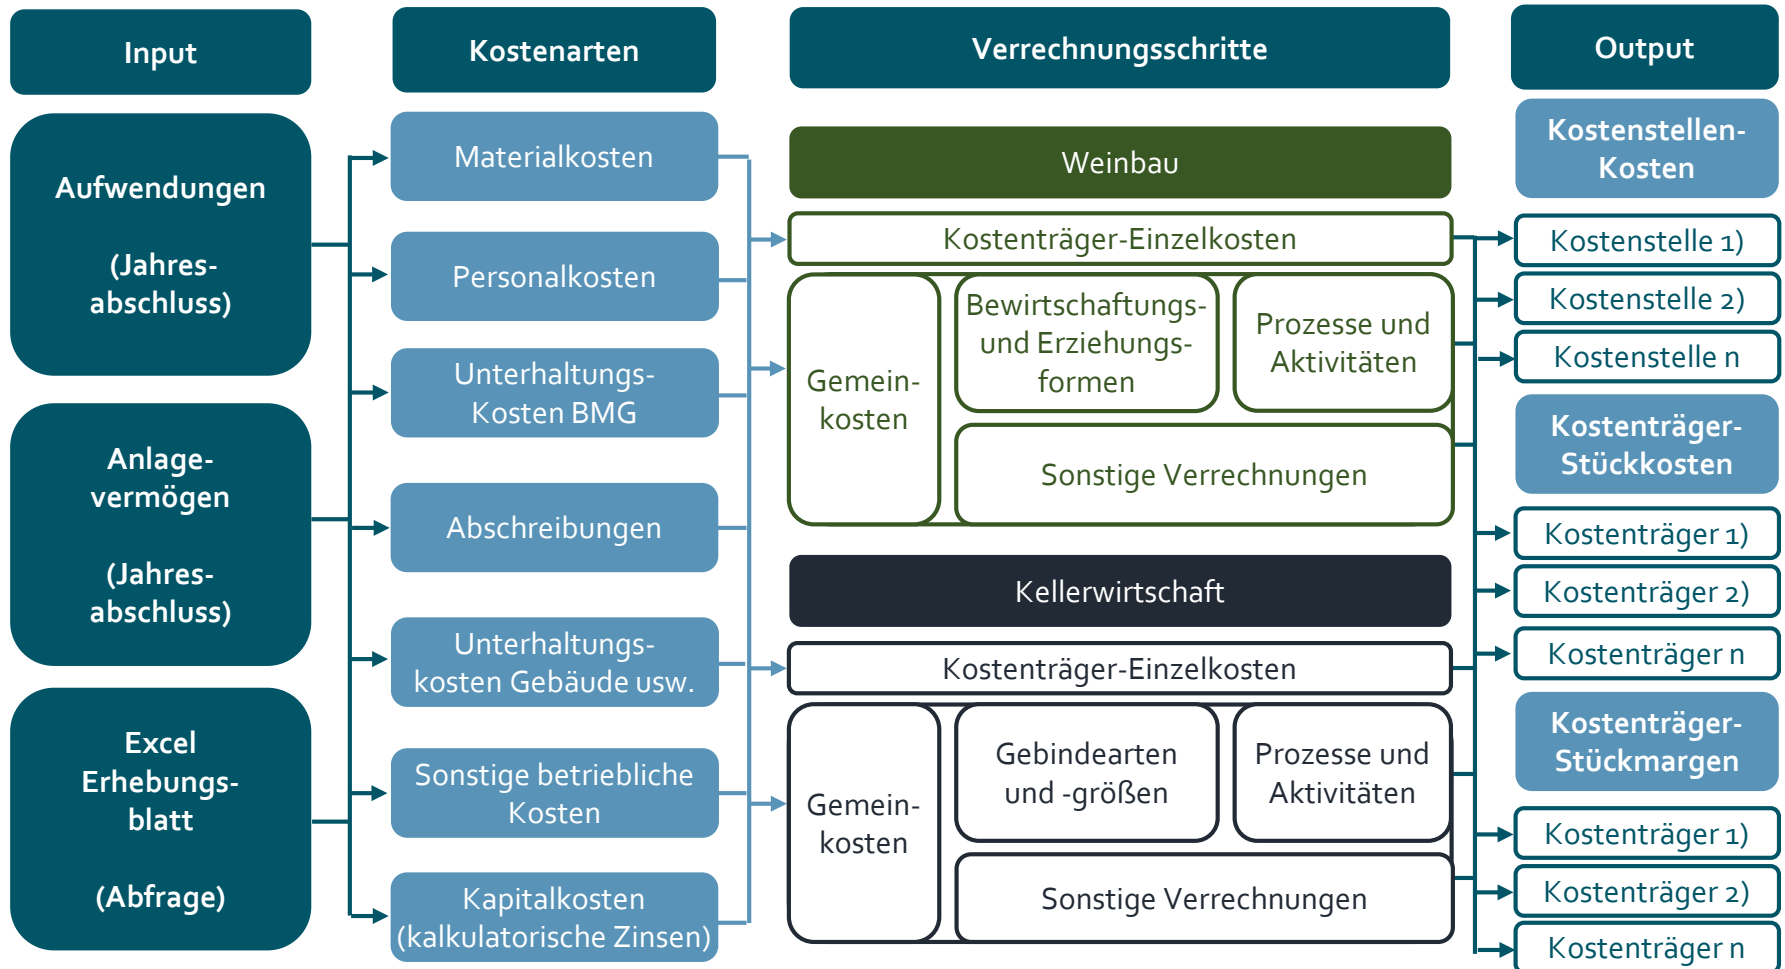 Input
Kostenarten
Verrechnungsschritte
Output
Aufwendungen
(Jahres-
abschluss)
Anlage-
vermögen
(Jahres-
abschluss)
Excel
Erhebungs-
blatt
(Abfrage)
Materialkosten
Personalkosten
Unterhaltungs-
Kosten BMG
Abschreibungen
Unterhaltungs-
kosten Gebäude usw.
Sonstige betriebliche
Kosten
Kapitalkosten
(kalkulatorische Zinsen)
Weinbau
Kostenträger-Einzelkosten
Gemein-
kosten
Bewirtschaftungs-
und Erziehungs-
formen
Prozesse und
Aktivitäten
Sonstige Verrechnungen
Kellerwirtschaft
Kostenträger-Einzelkosten
Gemein-
kosten
Gebindearten
und -größen
Prozesse und
Aktivitäten
Sonstige Verrechnungen
Kostenstellen-
Kosten
Kostenstelle 1)
Kostenstelle 2)
Kostenstelle n
Kostenträger-
Stückkosten
Kostenträger 1)
Kostenträger 2)
Kostenträger n
Kostenträger-
Stückmargen
Kostenträger 1)
Kostenträger 2)
Kostenträger n